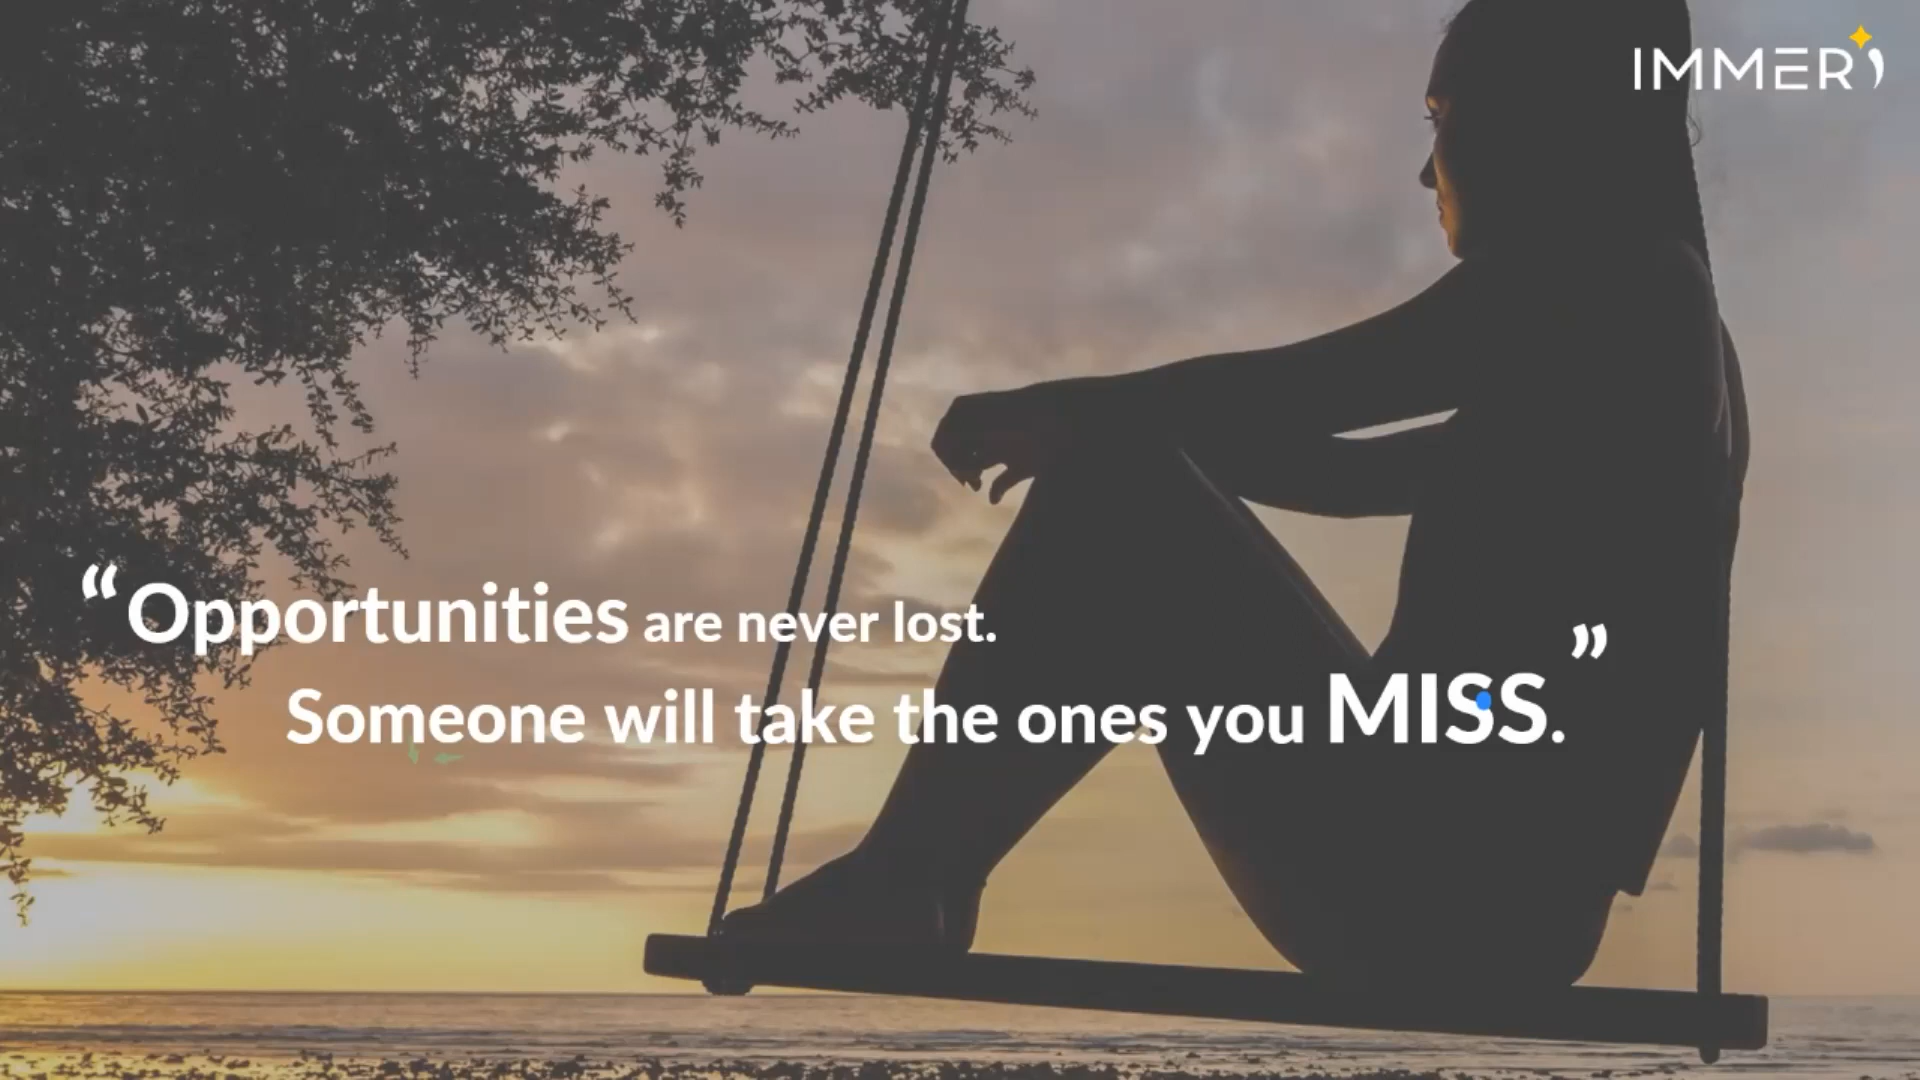 IMMER
“Opportunities are never lost.
Someone will take the ones you MISS.”